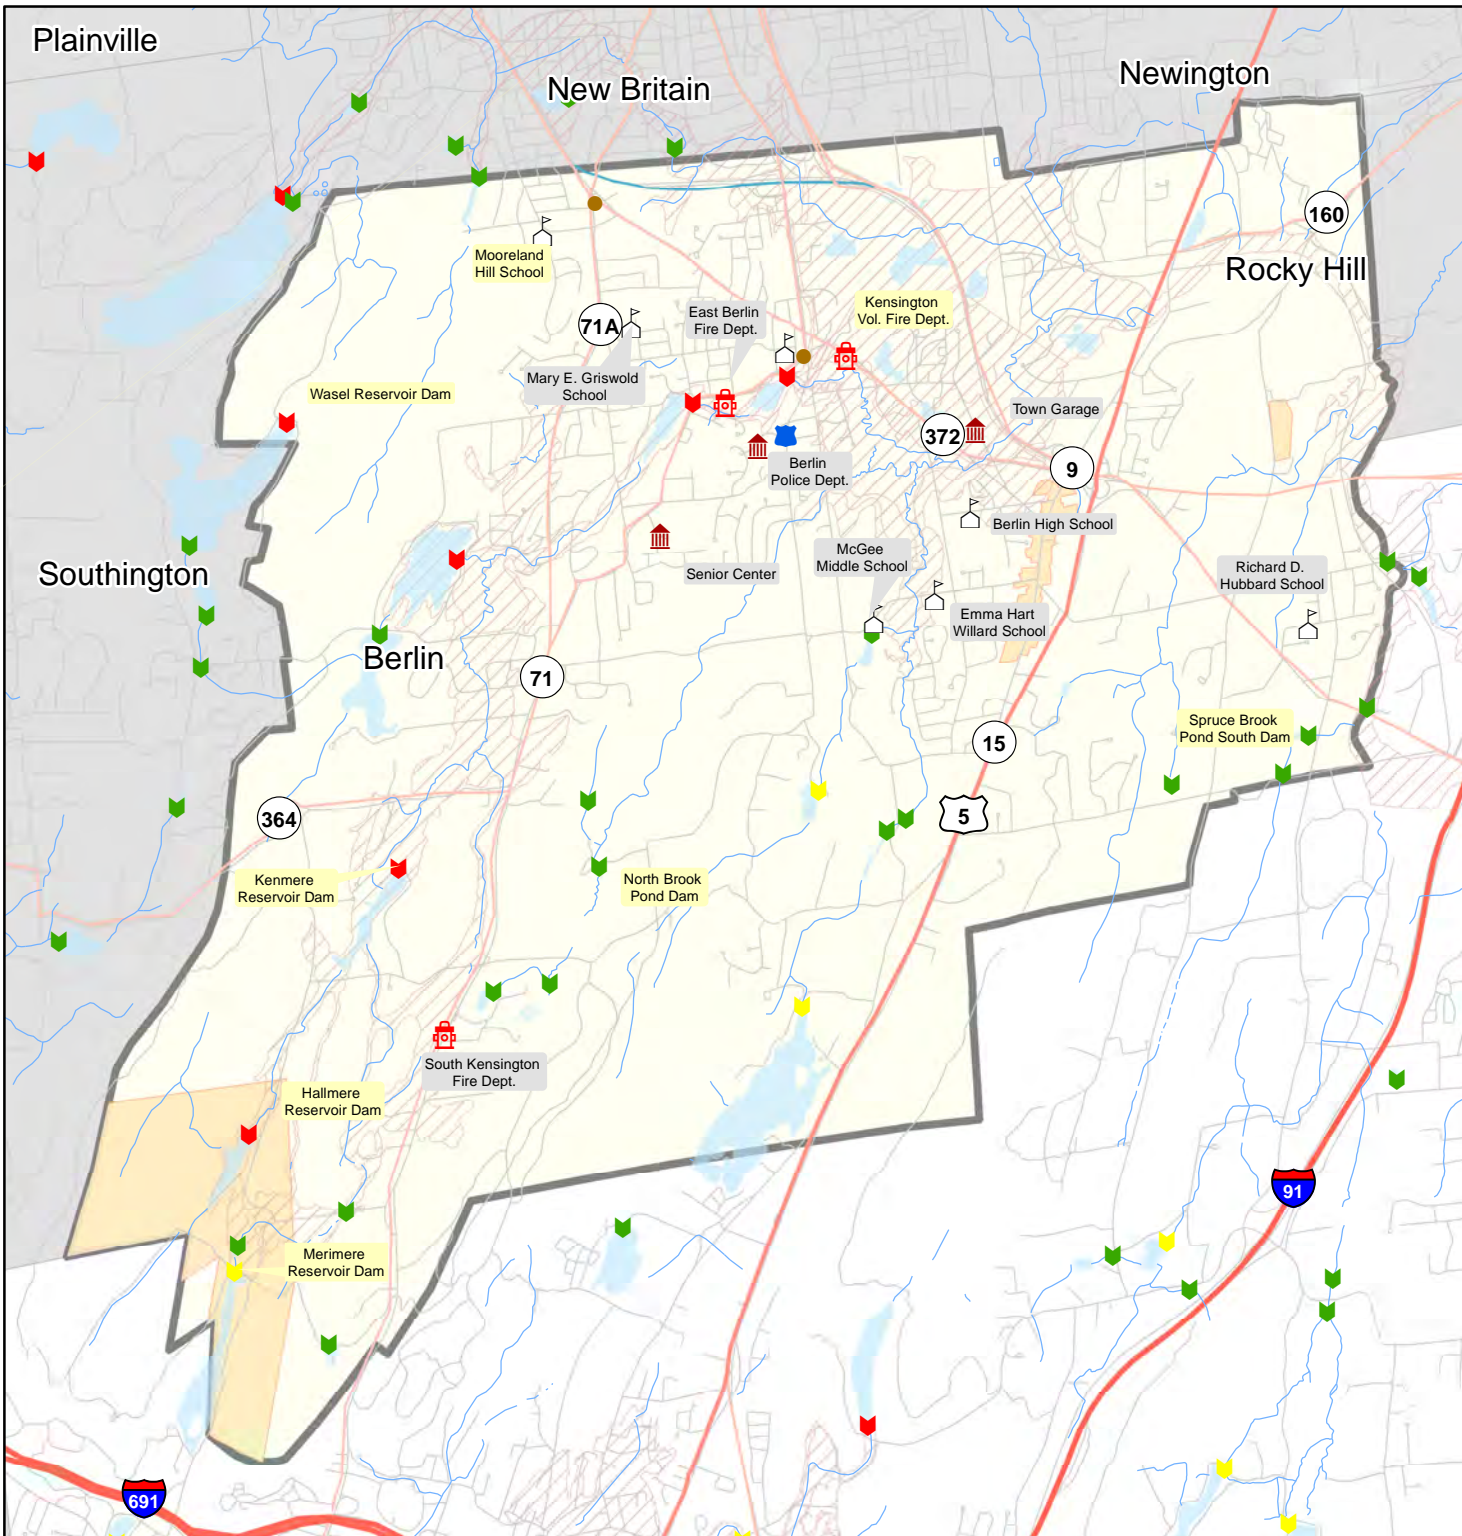 Plainville
New Britain
Newington
160
Rocky Hill
Mooreland
Hill School
71A
East Berlin
Fire Dept.
Kensington
Vol. Fire Dept.
Mary E. Griswold
School
Wasel Reservoir Dam
Town Garage
372
9
Berlin
Police Dept.
Berlin High School
McGee
Middle School
Senior Center
Southington
Richard D.
Hubbard School
Emma Hart
Willard School
Berlin
71
15
Spruce Brook
Pond South Dam
364
5
Kenmere
Reservoir Dam
North Brook
Pond Dam
South Kensington
Fire Dept.
Hallmere
Reservoir Dam
91
Merimere
Reservoir Dam
691